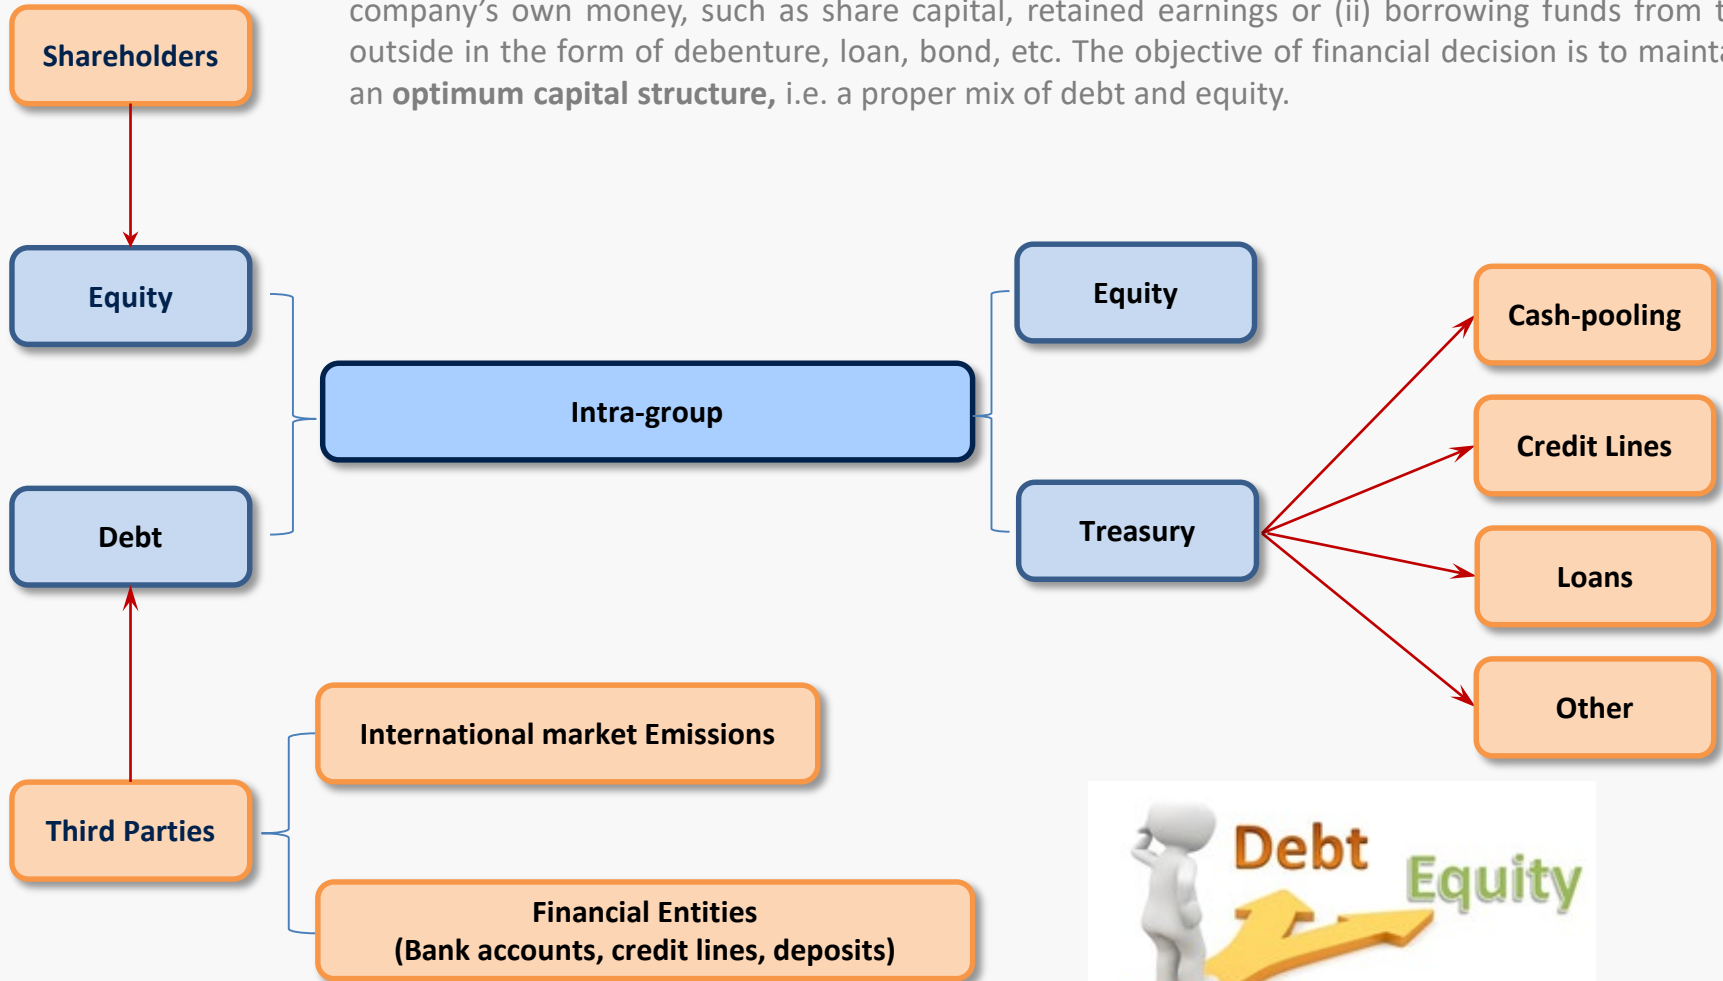 company’s own money, such as share capital, retained earnings or (ii) borrowing funds from
outside in the form of debenture, loan, bond, etc. The objective of financial decision is to
an optimum capital structure, i.e. a proper mix of debt and equity.
Shareholders
Equity
Equity
Cash-pooling
Intra-group
Credit Lines
Debt
Treasury
Loans
Other
International market Emissions
Third Parties
Debt
Equity
Financial Entities
(Bank accounts, credit lines, deposits)